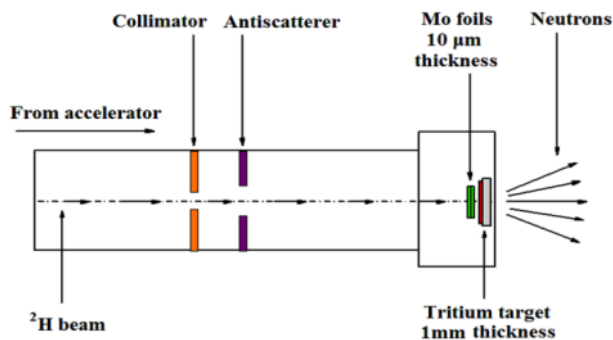 Collimator
Antiscatterer
Mo foils
10 µm
thickness
Neutrons
From accelerator
²H beam
Tritium target
1mm thickness